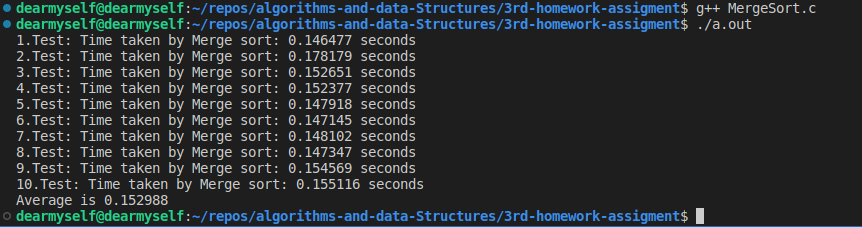 dearmyself@dearmyself:~/repos/algorithms-and-data-Structures/3rd-homework-assigment$ g++ MergeSort.c
dearmyself@dearmyself:~/repos/algorithms-and-data-Structures/3rd-homework-assigment$ ./a.out
1.Test: Time taken by Merge sort: 0.146477 seconds
2.Test: Time taken by Merge sort: 0.178179 seconds
3.Test: Time taken by Merge sort: 0.152651 seconds
4.Test: Time taken by Merge sort: 0.152377 seconds
5.Test: Time taken by Merge sort: 0.147918 seconds
6.Test: Time taken by Merge sort: 0.147145 seconds
7.Test: Time taken by Merge sort: 0.148102 seconds
8.Test: Time taken by Merge sort: 0.147347 seconds
9.Test: Time taken by Merge sort: 0.154569 seconds
10.Test: Time taken by Merge sort: 0.155116 seconds
Average is 0.152988
dearmyself@dearmyself:~/repos/algorithms-and-data-Structures/3rd-homework-assigment$